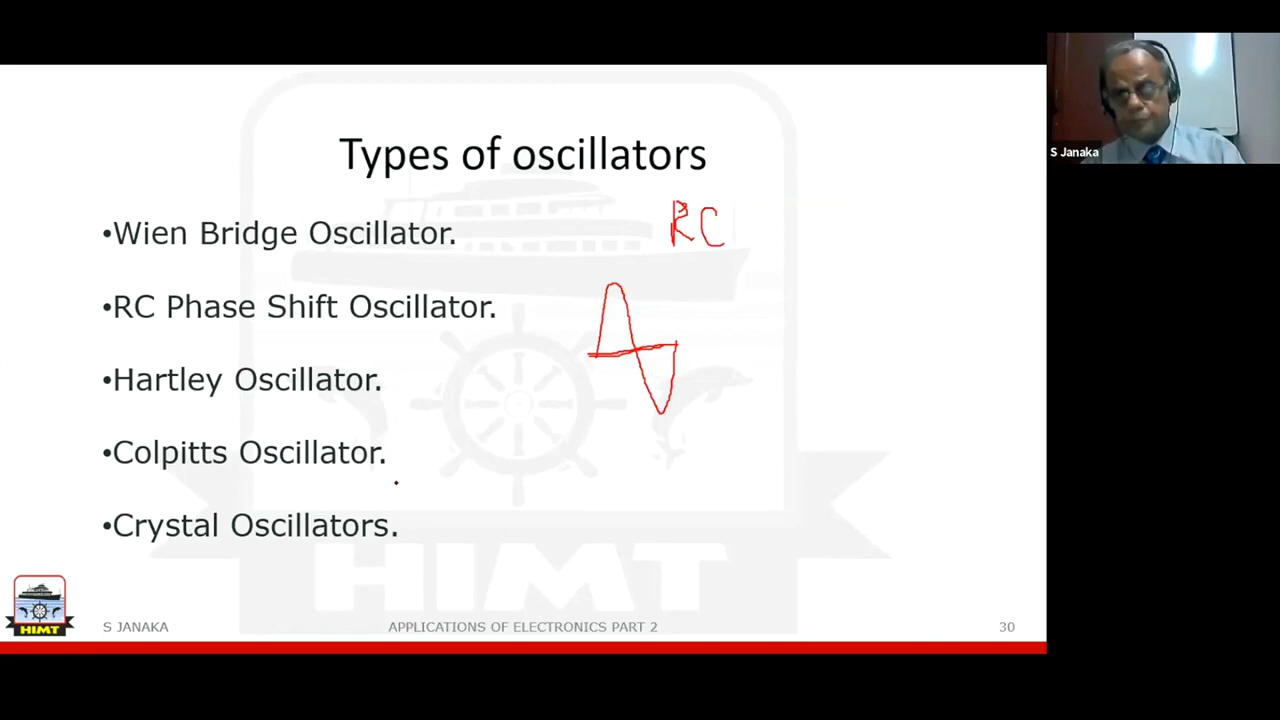 S Janaka
Types of oscillators
RC
•Wien Bridge Oscillator.
•RC Phase Shift Oscillator.
•Hartley Oscillator.
•Colpitts Oscillator.
•Crystal Oscillators.
HIMT
HIMT
S JANAKA
APPLICATIONS OF ELECTRONICS PART 2
30